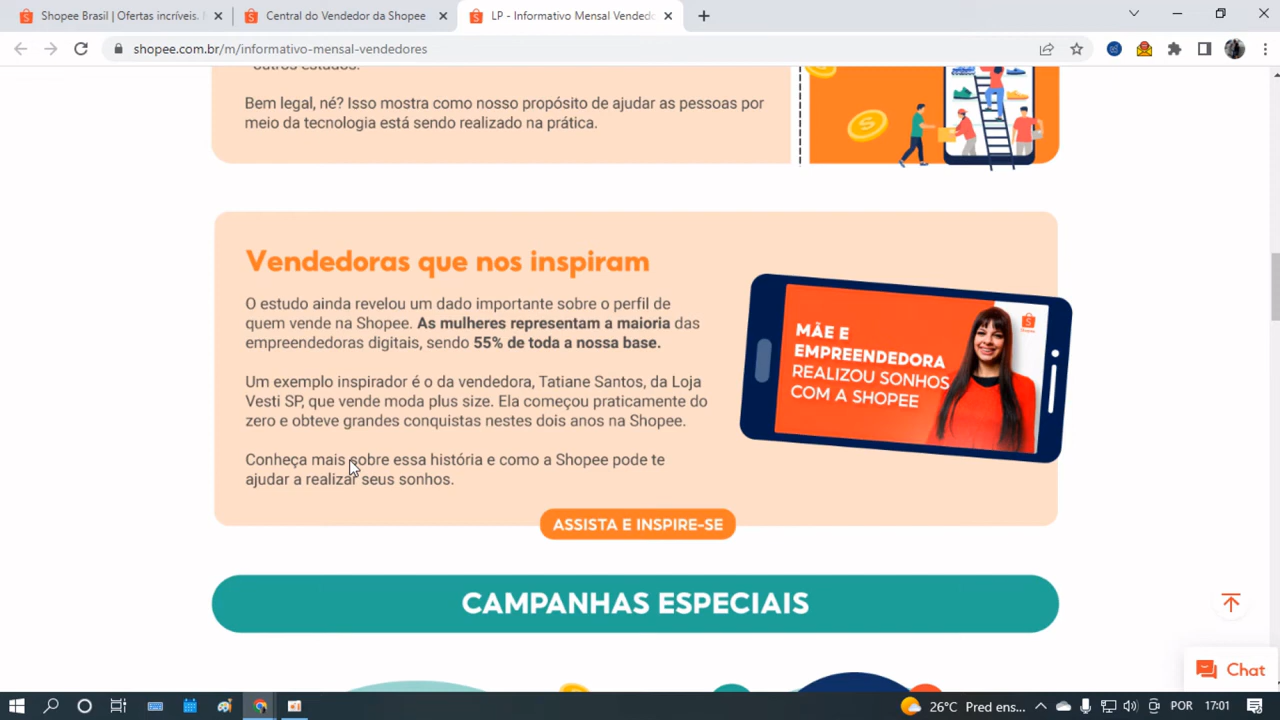 Shopee Brasil | Ofertas incríveis.
Central do Vendedor da Shopee
LP - Informativo Mensal Vended
shopee.com.br/m/informativo-mensal-vendedores
Bem legal, né? Isso mostra como nosso propósito de ajudar as pessoas por
meio da tecnologia está sendo realizado na prática.
Vendedoras que nos inspiram
O estudo ainda revelou um dado importante sobre o perfil de
quem vende na Shopee. As mulheres representam a maioria das
empreendedoras digitais, sendo 55% de toda a nossa base.
Um exemplo inspirador é o da vendedora, Tatiane Santos, da Loja
Vesti SP, que vende moda plus size. Ela começou praticamente do
zero e obteve grandes conquistas nestes dois anos na Shopee.
Conheça mais sobre essa história e como a Shopee pode te
ajudar a realizar seus sonhos.
MÃE E
EMPREENDEDORA
REALIZOU SONHOS
COM A SHOPEE
ASSISTA E INSPIRE-SE
CAMPANHAS ESPECIAIS
Chat
26°C Pred ens...
POR
17:01